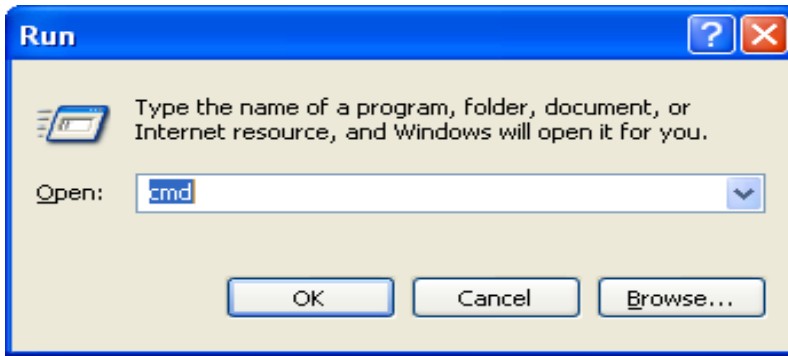 Run
Type the name of a program, folder, document, or
Internet resource, and Windows will open it for you.
Open: cmd
OK Cancel Browse...